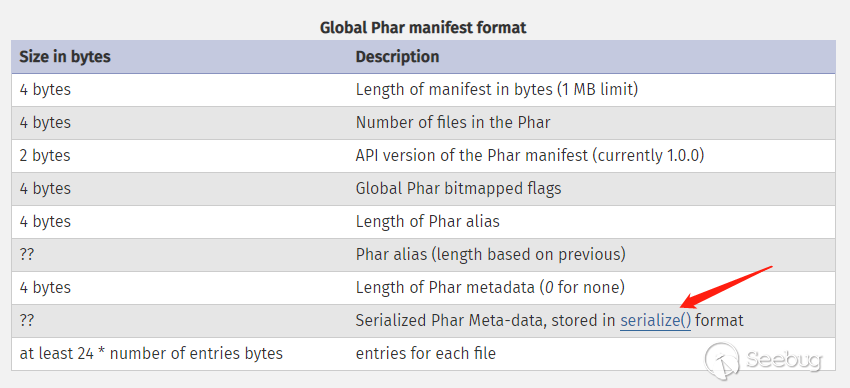 Global Phar manifest format
Size in bytes Description
4 bytes Length of manifest in bytes (1 MB limit)
4 bytes Number of files in the Phar
2 bytes API version of the Phar manifest (currently 1.0.0)
4 bytes Global Phar bitmapped flags
4 bytes Length of Phar alias
?? Phar alias (length based on previous)
4 bytes Length of Phar metadata (0 for none)
?? Serialized Phar Meta-data, stored in serialize() format
at least 24 * number of entries bytes entries for each file
Seebug